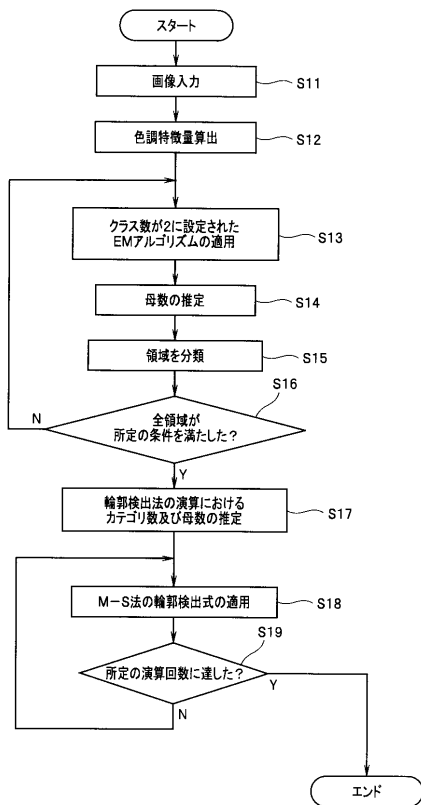 スタート
画像入力
S11
色調特徴量算出
S12
クラス数が2に設定された
EMアルゴリズムの適用
S13
母数の推定
S14
領域を分類
S15
S16
全領域が
所定の条件を満たした？
N
Y
輪郭検出法の演算における
カテゴリ数及び母数の推定
S17
M－S法の輪郭検出式の適用
S18
S19
所定の演算回数に達した？
Y
N
エンド